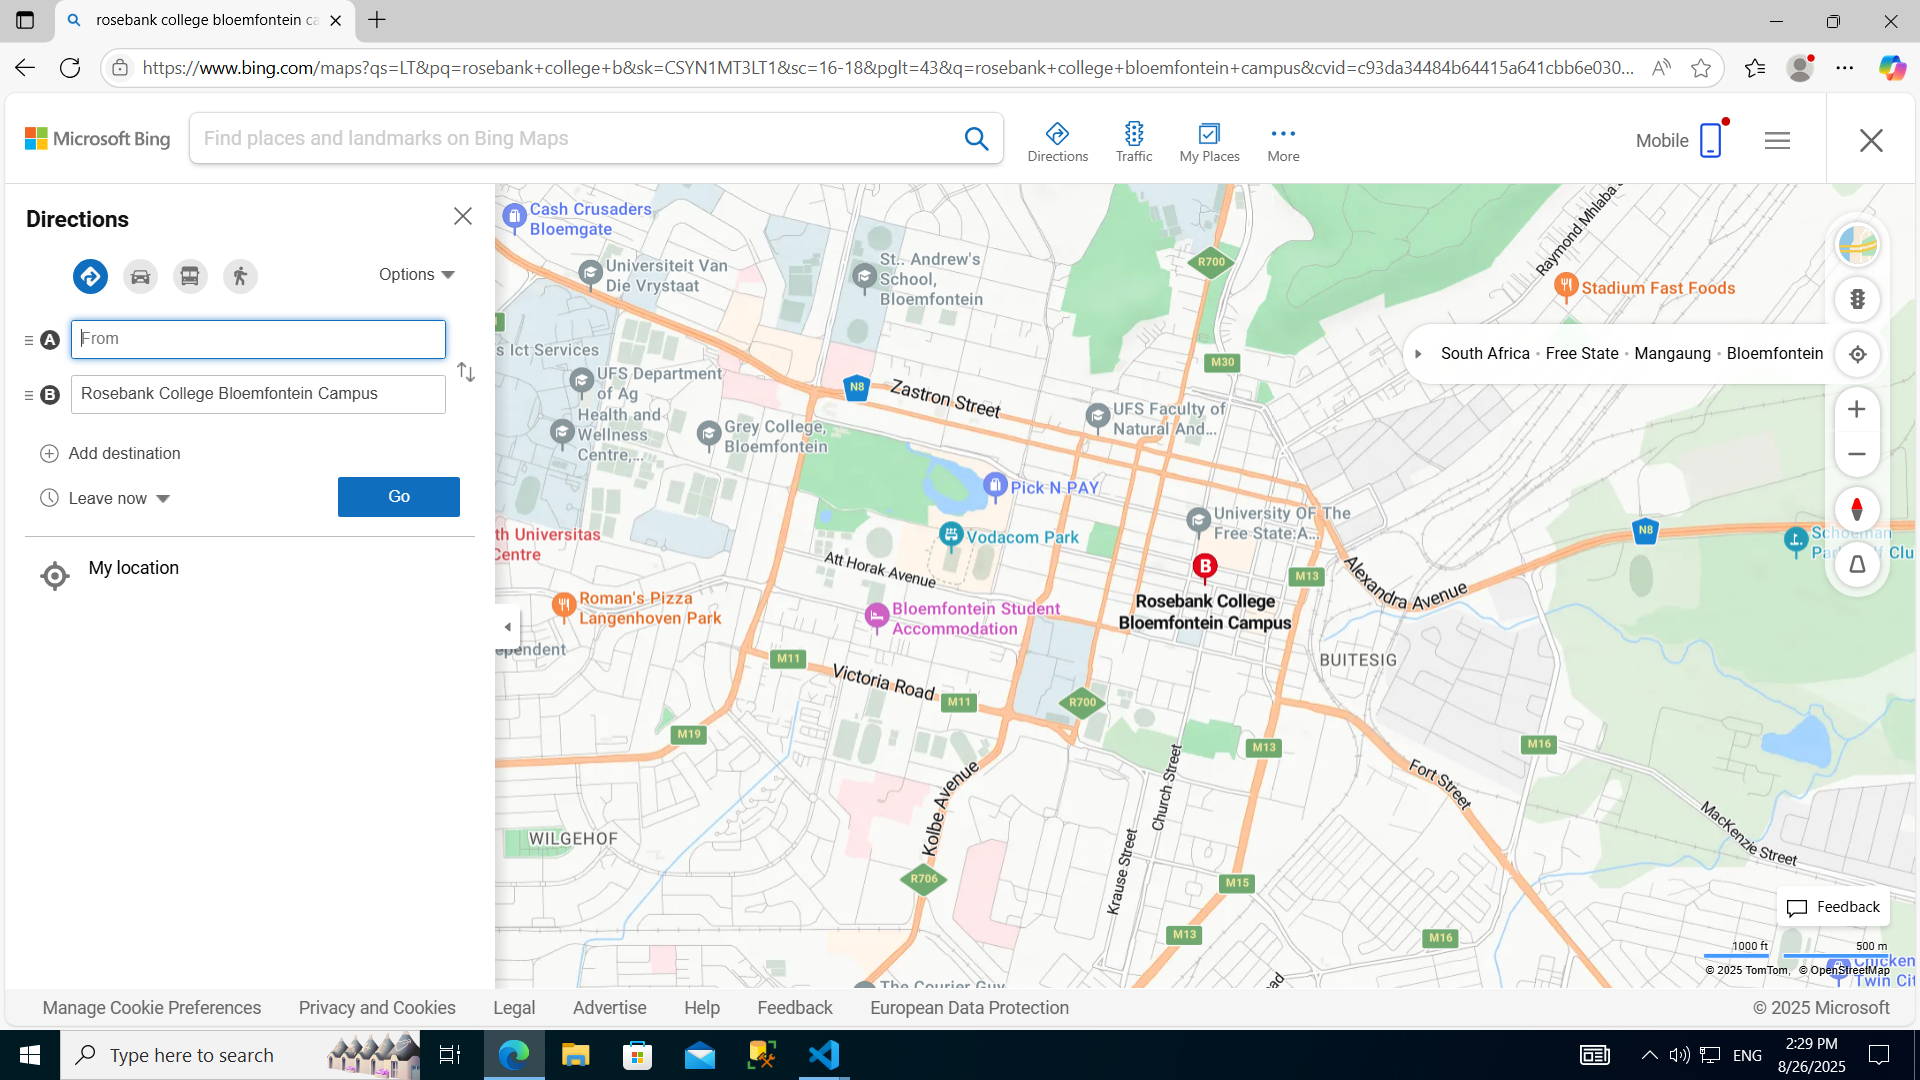 rosebank college bloemfontein ca
https://www.bing.com/maps?qs=LT&pq=rosebank+college+b&sk=CSYN1MT3LT1&sc=16-18&pglt=43&q=rosebank+college+bloemfontein+campus&cvid=c93da34484b64415a641cbb6e030...
Microsoft Bing
Find places and landmarks on Bing Maps
Directions
Traffic
My Places
More
Mobile
Directions
Options
A
From
B
Rosebank College Bloemfontein Campus
Add destination
Leave now
Go
My location
Cash Crusaders
Bloemgate
Universiteit Van
Die Vrystaat
St.. Andrew's
School,
Bloemfontein
R700
Raymond Mhlaba
Stadium Fast Foods
s Ict Services
UFS Department
of Ag
Health and
Wellness
Centre,...
Grey College,
Bloemfontein
N8
Zastron Street
M30
UFS Faculty of
Natural And...
South Africa • Free State • Mangaung • Bloemfontein
Pick N PAY
Vodacom Park
University OF The
Free State:A...
th Universitas
Centre
Att Horak Avenue
B
Rosebank College
Bloemfontein Campus
M13
Alexandra Avenue
N8
Schoeman
Roman's Pizza
Langenhoven Park
Bloemfontein Student
Accommodation
ependent
M11
Victoria Road
M11
R700
BUITESIG
M19
M13
M16
Church Street
Fort Street
Kolbe Avenue
MacKenzie Street
WILGEHOF
Krause Street
R706
M15
M13
M16
The Courier Guy
Feedback
1000 ft
500 m
Chicken
Twin Cit
© 2025 TomTom, © OpenStreetMap
Manage Cookie Preferences
Privacy and Cookies
Legal
Advertise
Help
Feedback
European Data Protection
© 2025 Microsoft
Type here to search
ENG
2:29 PM
8/26/2025